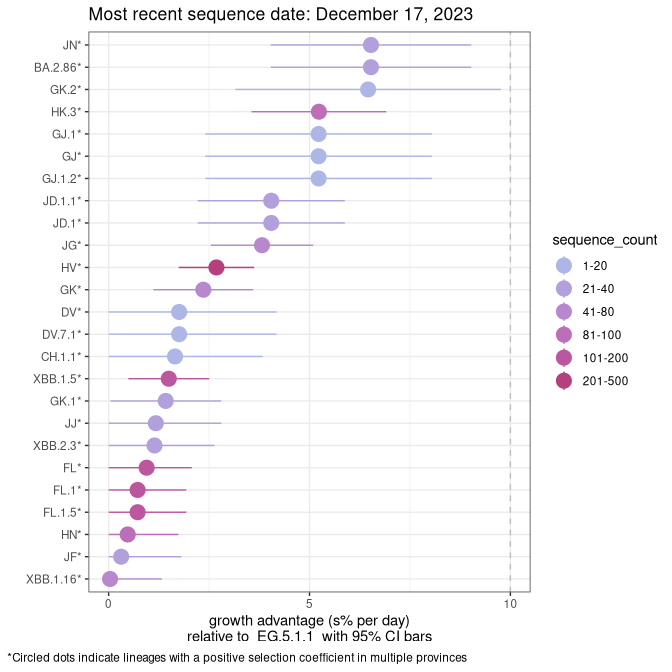 Most recent sequence date: December 17, 2023
JN*
BA.2.86*
GK.2*
HK.3*
GJ.1*
GJ*
GJ.1.2*
JD.1.1*
JD.1*
JG*
HV*
GK*
DV*
DV.7.1*
CH.1.1*
XBB.1.5*
GK.1*
JJ*
XBB.2.3*
FL*
FL.1*
FL.1.5*
HN*
JF*
XBB.1.16*
0 5 10
growth advantage (s% per day)
relative to EG.5.1.1 with 95% CI bars
*Circled dots indicate lineages with a positive selection coefficient in multiple provinces
sequence_count
1-20
21-40
41-80
81-100
101-200
201-500